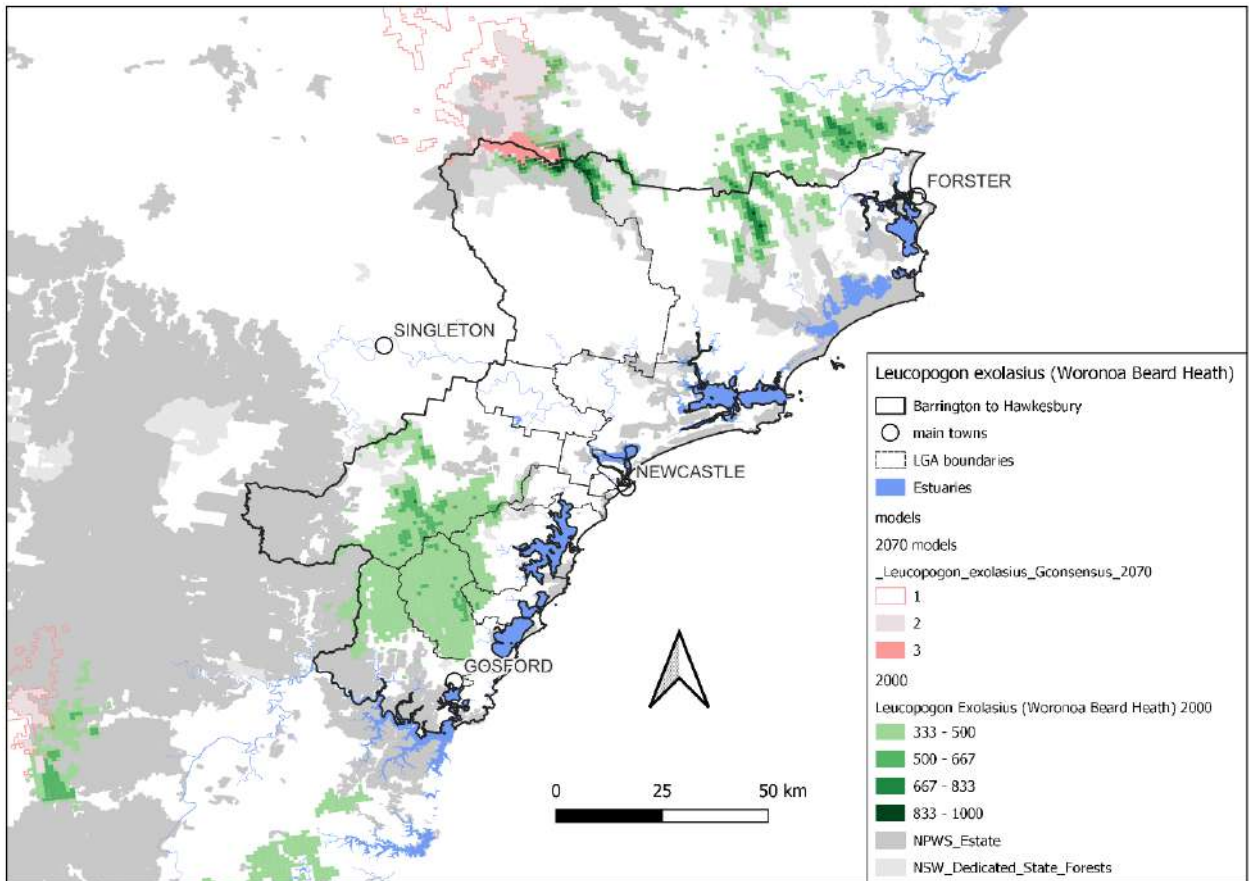 FORSTER
SINGLETON
NEWCASTLE
GOSFORD
0 25 50 km
Leucopogon exolasius (Woronoa Beard Heath)
Barrington to Hawkesbury
main towns
LGA boundaries
Estuaries
models
2070 models
_Leucopogon_exolasius_Gconsensus_2070
1
2
3
2000
Leucopogon Exolasius (Woronoa Beard Heath) 2000
333 - 500
500 - 667
667 - 833
833 - 1000
NPWS_Estate
NSW_Dedicated_State_Forests